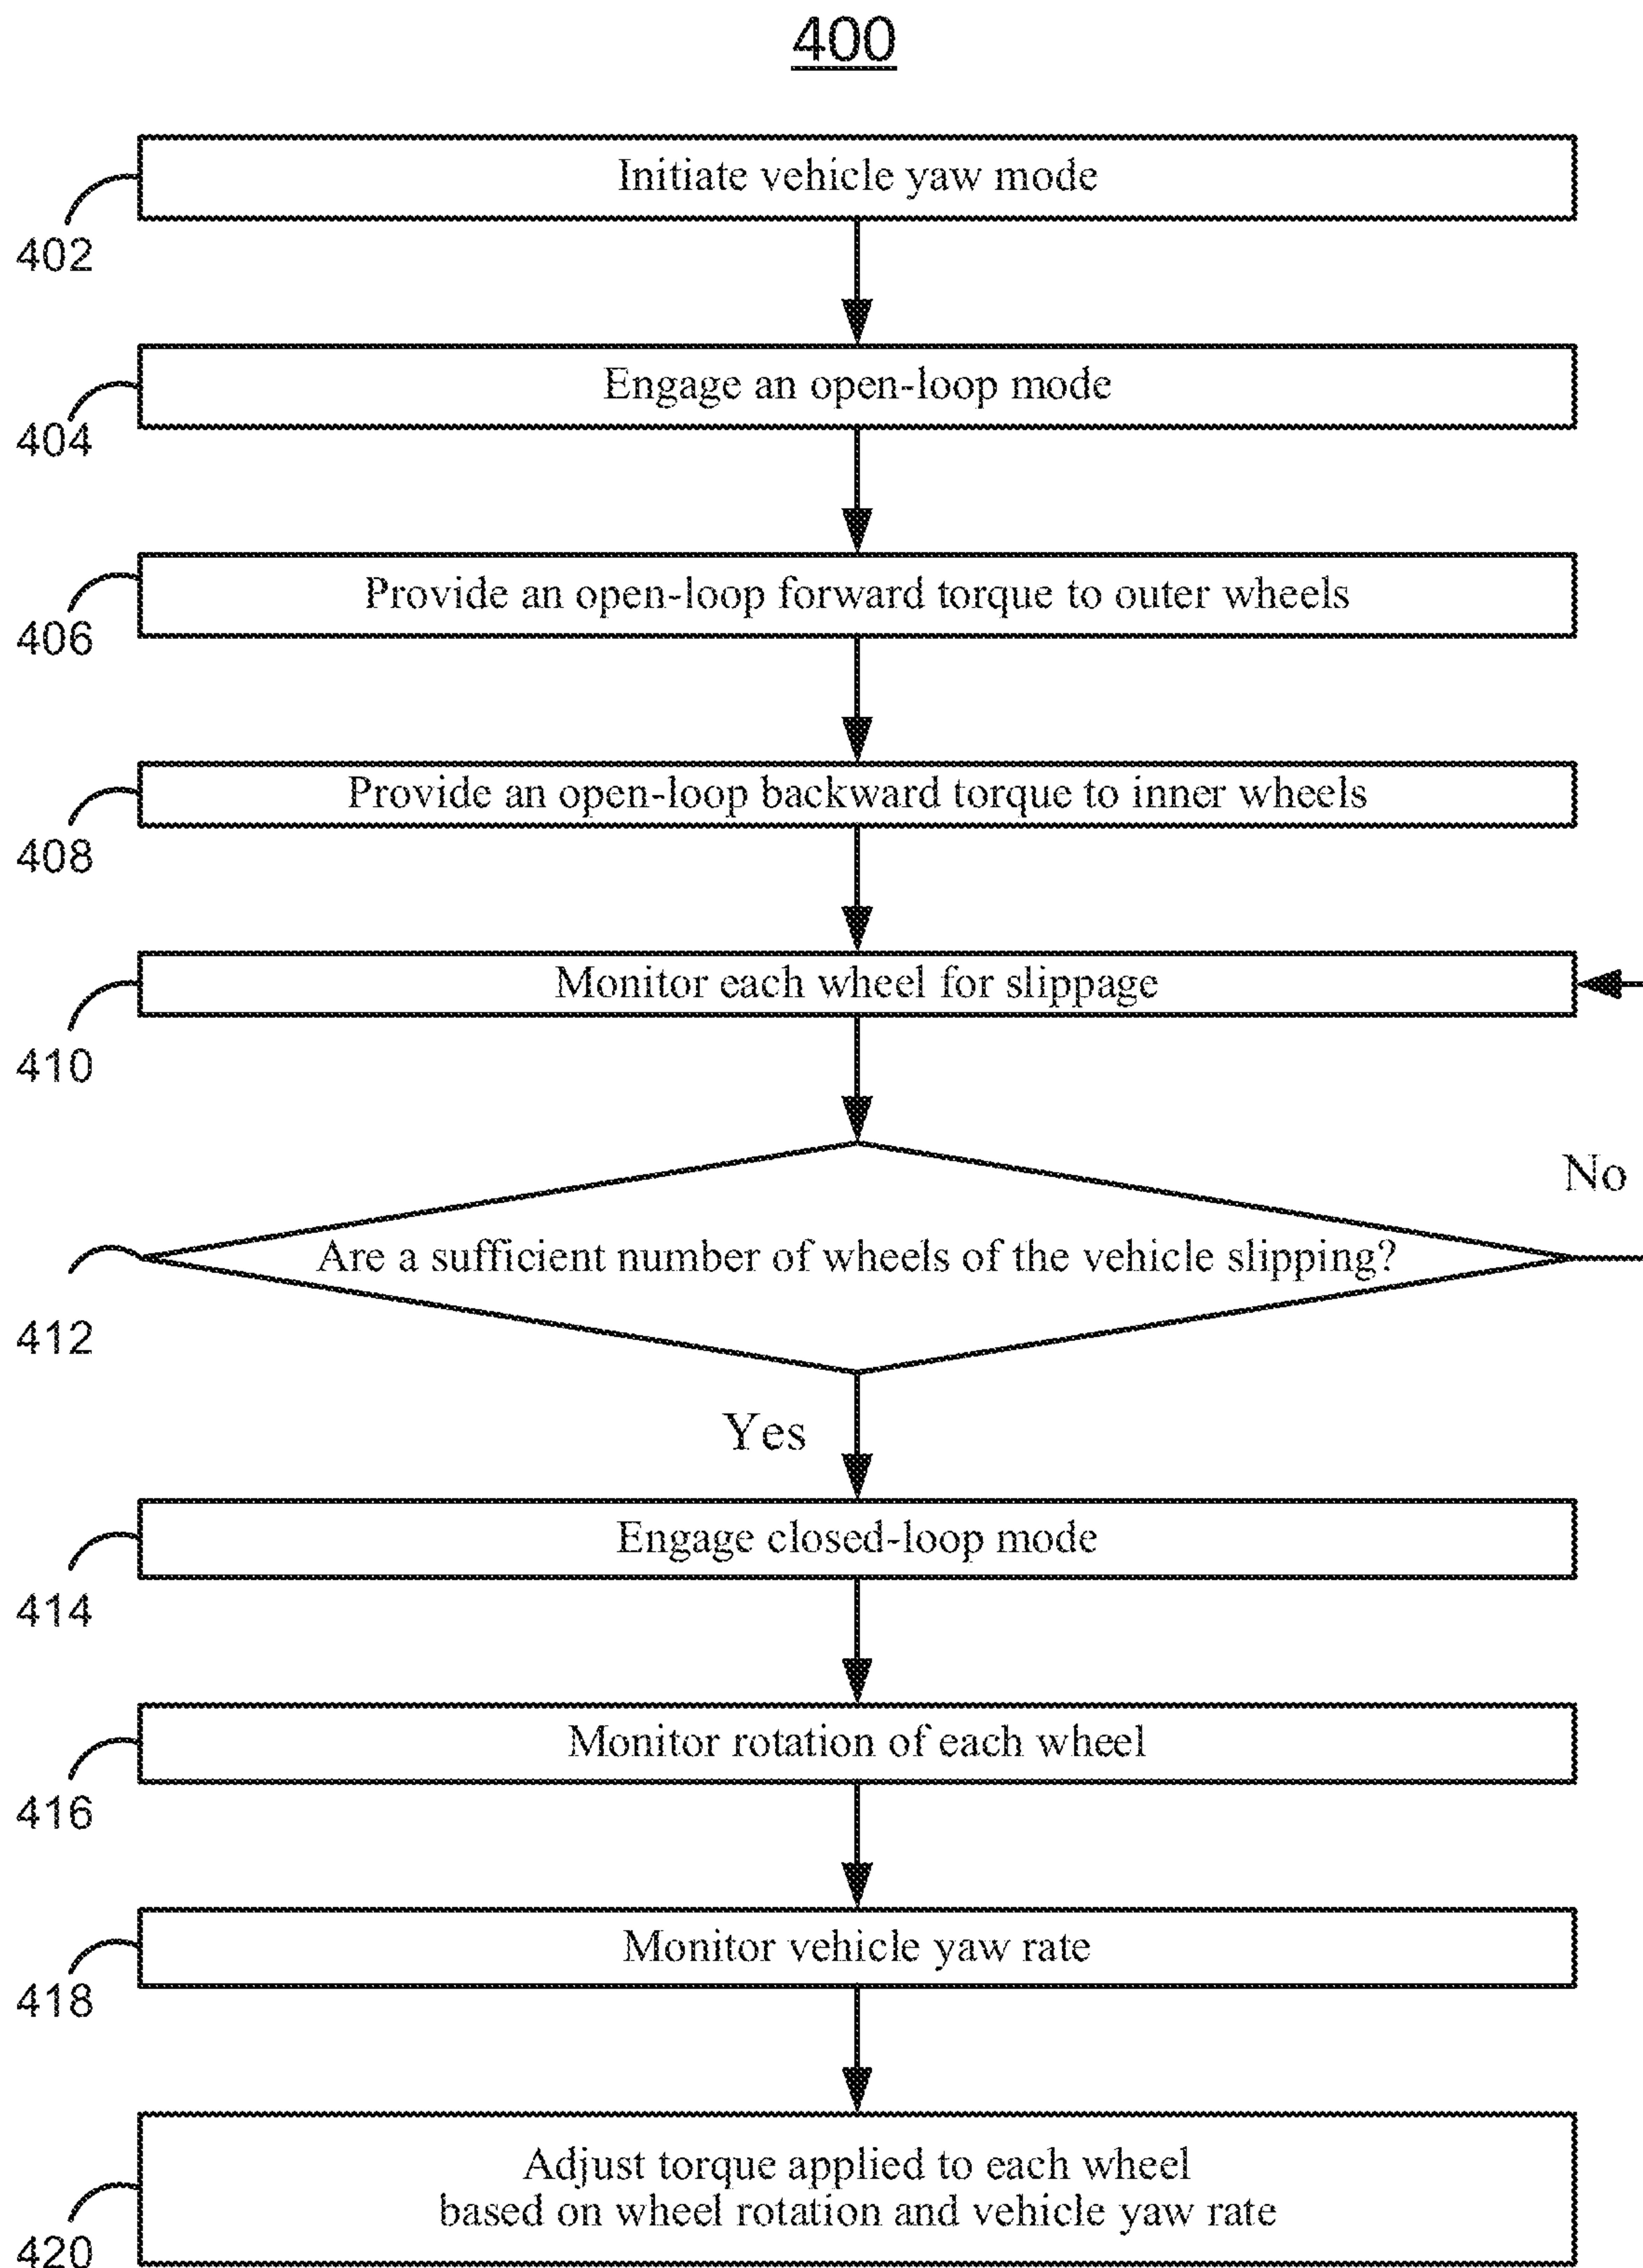 400
Initiate vehicle yaw mode
402
Engage an open-loop mode
404
Provide an open-loop forward torque to outer wheels
406
Provide an open-loop backward torque to inner wheels
408
Monitor each wheel for slippage
410
No
Are a sufficient number of wheels of the vehicle slipping?
412
Yes
Engage closed-loop mode
414
Monitor rotation of each wheel
416
Monitor vehicle yaw rate
418
Adjust torque applied to each wheel
based on wheel rotation and vehicle yaw rate
420